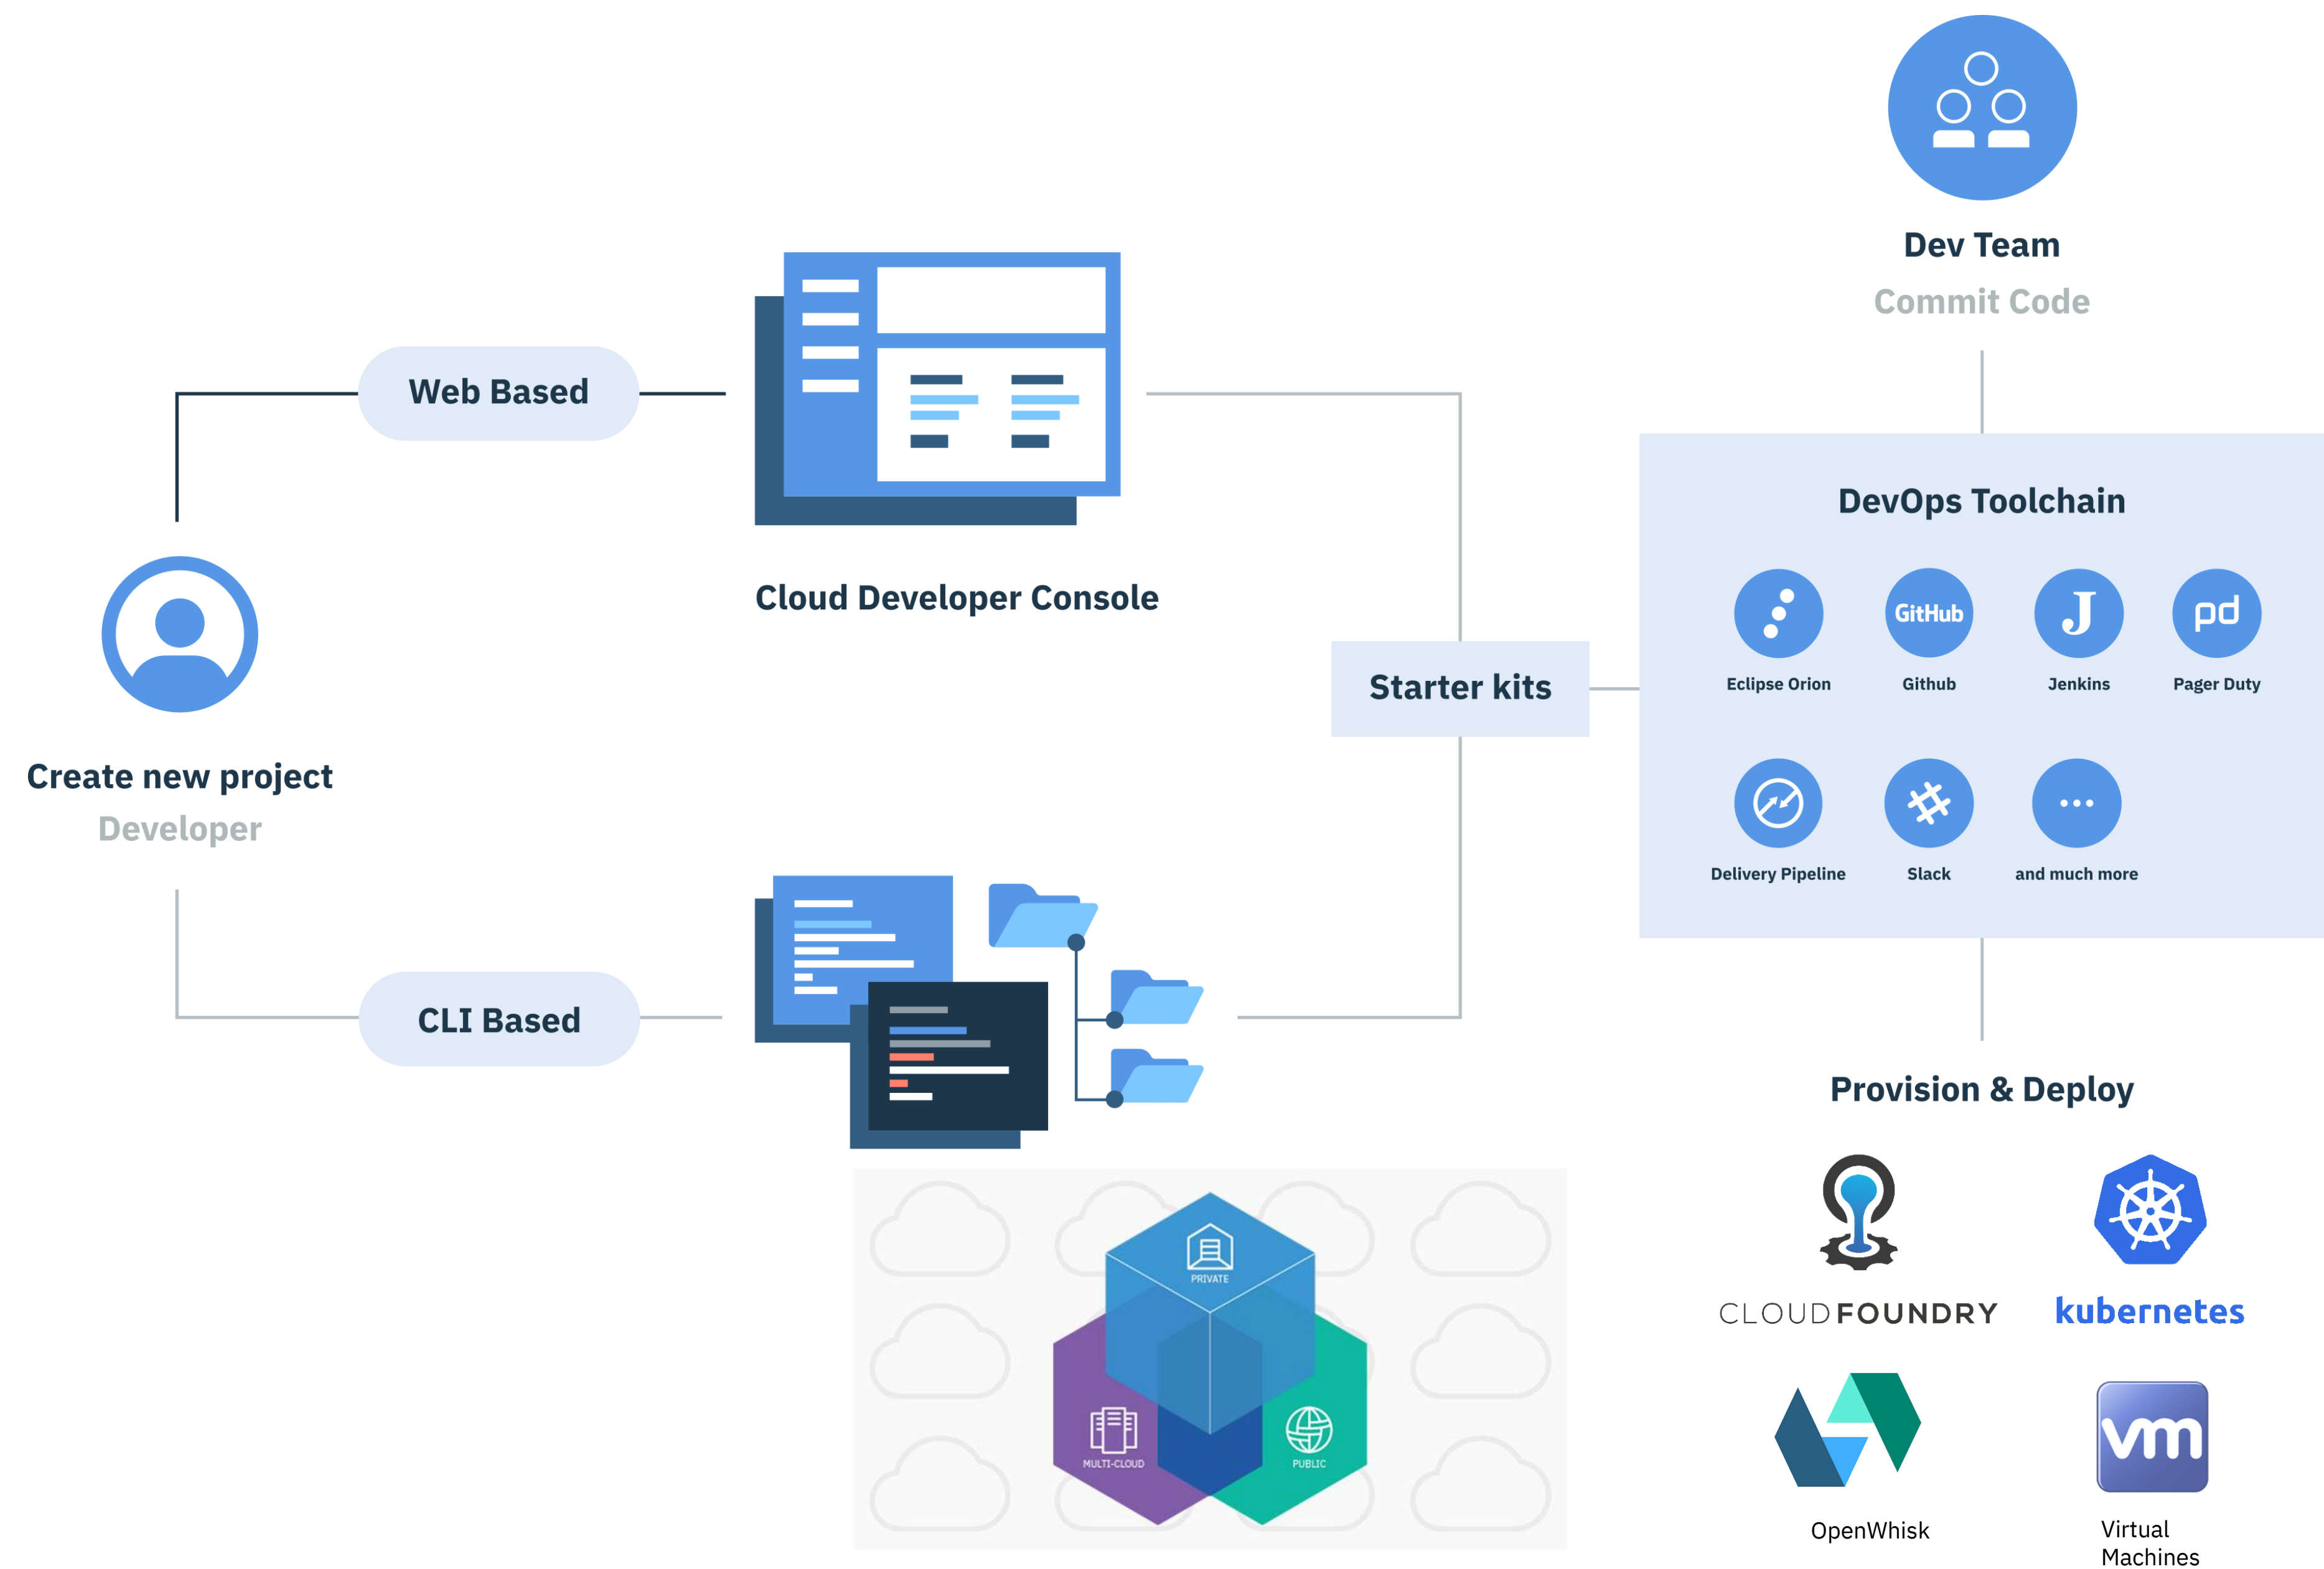 Dev Team
Commit Code
Web Based
Cloud Developer Console
Create new project
Developer
CLI Based
Starter kits
DevOps Toolchain
GitHub
J
pd
Eclipse Orion
Github
Jenkins
Pager Duty
Delivery Pipeline
Slack
and much more
PRIVATE
MULTI-CLOUD
PUBLIC
Provision & Deploy
CLOUDFOUNDRY
kubernetes
vm
OpenWhisk
Virtual
Machines